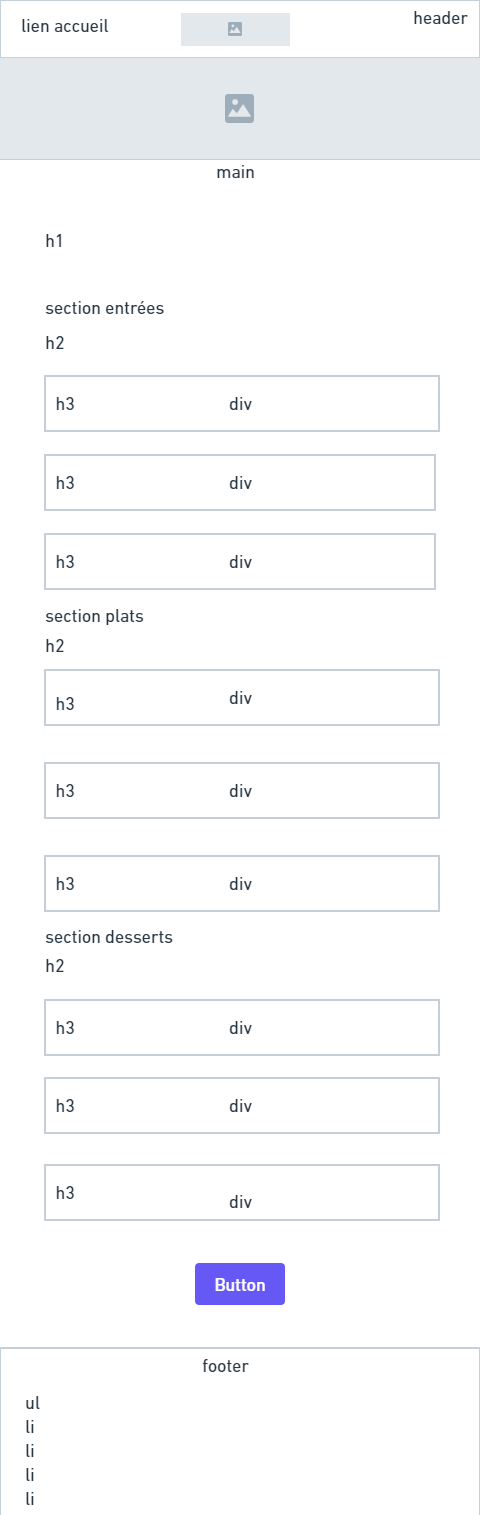 lien accueil
header
main
h1
section entrées
h2
h3 div
h3 div
h3 div
section plats
h2
h3 div
h3 div
h3 div
section desserts
h2
h3 div
h3 div
h3 div
Button
footer
ul
li
li
li
li